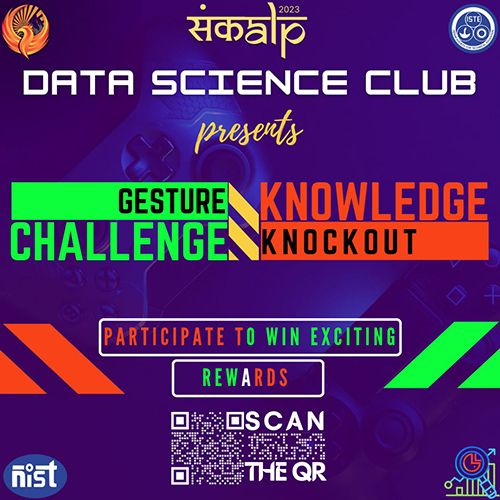 2023
संकalp
ISTE
DATA SCIENCE CLUB
presents
GESTURE
CHALLENGE
KNOWLEDGE
KNOCKOUT
PARTICIPATE TO WIN EXCITING
REWARDS
SCAN
THE QR
nist